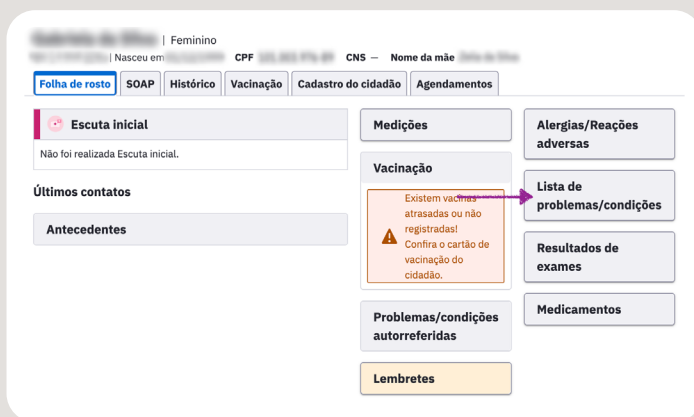 | Feminino
| Nasceu em CPF CNS — Nome da mãe
Folha de rosto SOAP Histórico Vacinação Cadastro do cidadão Agendamentos
Escuta inicial
Não foi realizada Escuta inicial.
Últimos contatos
Antecedentes
Medições
Vacinação
Existem vacinas
atrasadas ou não
registradas!
Confira o cartão de
vacinação do
cidadão.
Problemas/condições
autorreferidas
Lembretes
Alergias/Reações
adversas
Lista de
problemas/condições
Resultados de
exames
Medicamentos